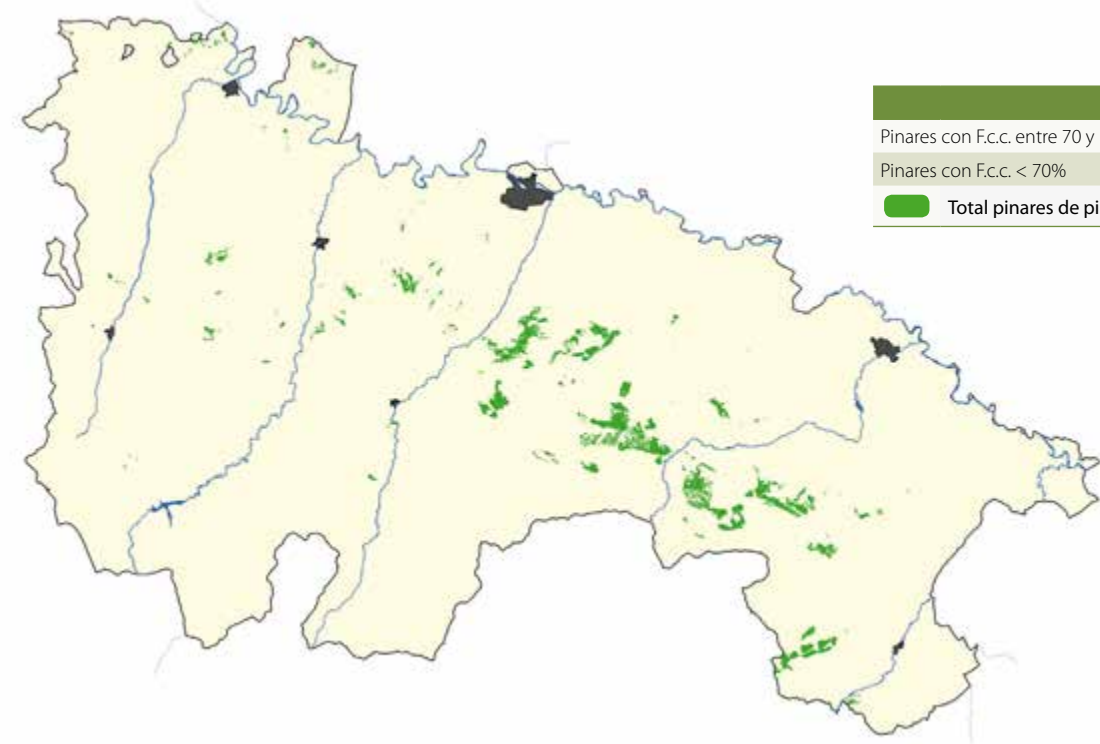 Pinares con F.c.c. entre 70 y
Pinares con F.c.c. < 70%
Total pinares de pi